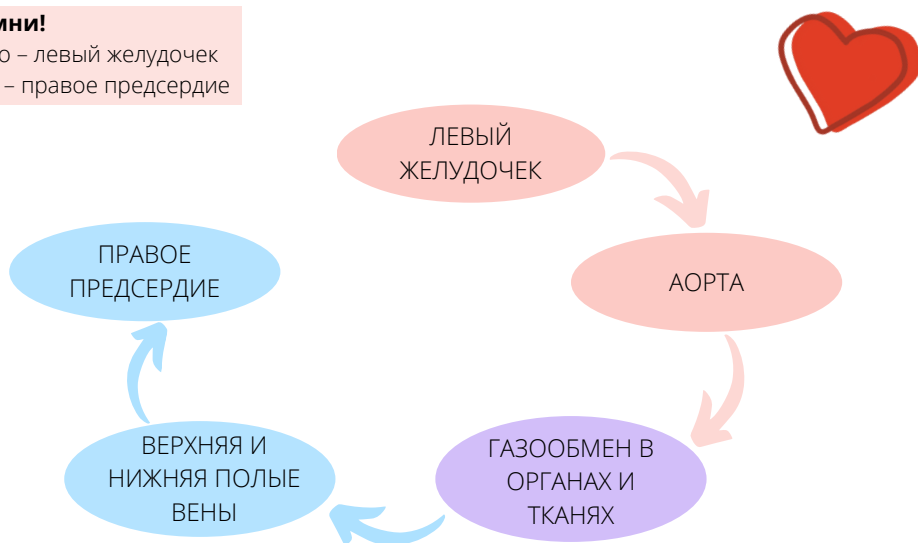 мни!
о – левый желудочек
– правое предсердие
ЛЕВЫЙ
ЖЕЛУДОЧЕК
ПРАВОЕ
ПРЕДСЕРДИЕ
АОРТА
ВЕРХНЯЯ И
НИЖНЯЯ ПОЛЫЕ
ВЕНЫ
ГАЗООБМЕН В
ОРГАНАХ И
ТКАНЯХ